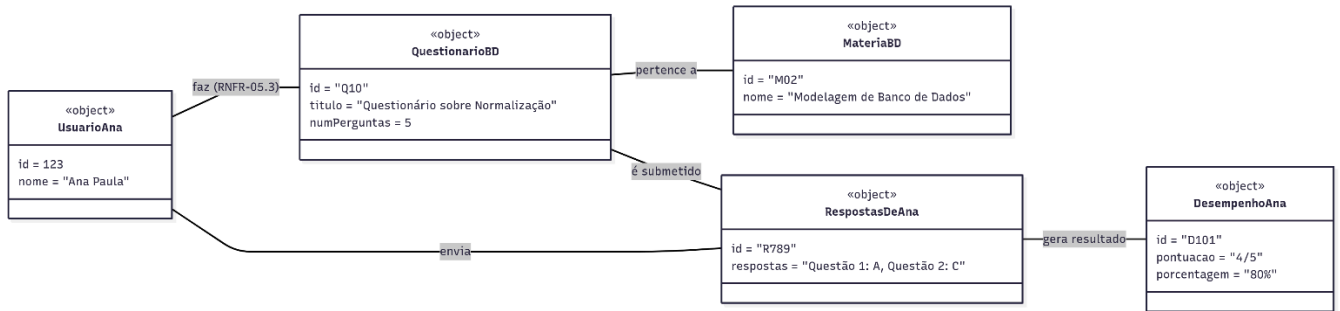 «object»
UsuarioAna
id = 123
nome = "Ana Paula"
faz (RNFR-05.3)
«object»
QuestionarioBD
id = "Q10"
titulo = "Questionário sobre Normalização"
numPerguntas = 5
pertence a
«object»
MateriaBD
id = "M02"
nome = "Modelagem de Banco de Dados"
é submetido
envia
«object»
RespostasDeAna
id = "R789"
respostas = "Questão 1: A, Questão 2: C"
gera resultado
«object»
DesempenhoAna
id = "D101"
pontuacao = "4/5"
porcentagem = "80%"